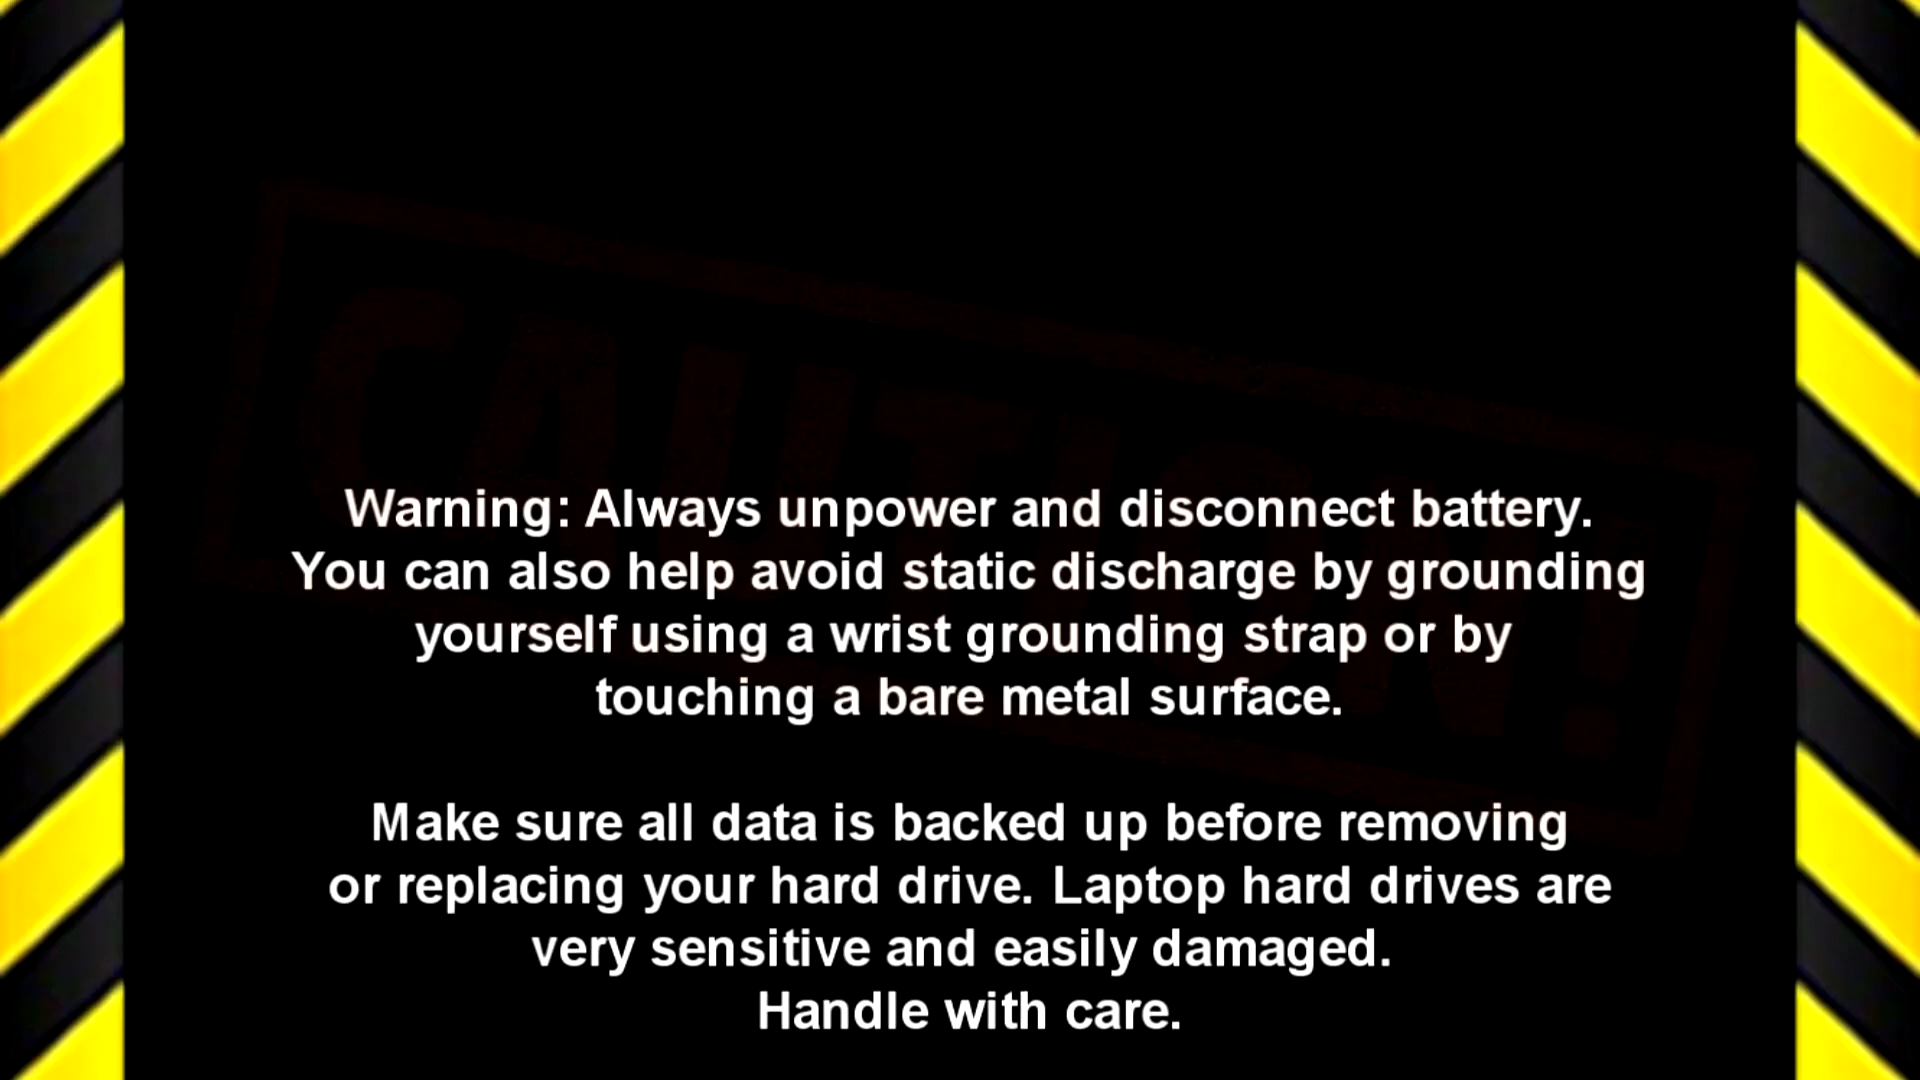 CAUTION!
Warning: Always unpower and disconnect battery.
You can also help avoid static discharge by grounding
yourself using a wrist grounding strap or by
touching a bare metal surface.
Make sure all data is backed up before removing
or replacing your hard drive. Laptop hard drives are
very sensitive and easily damaged.
Handle with care.